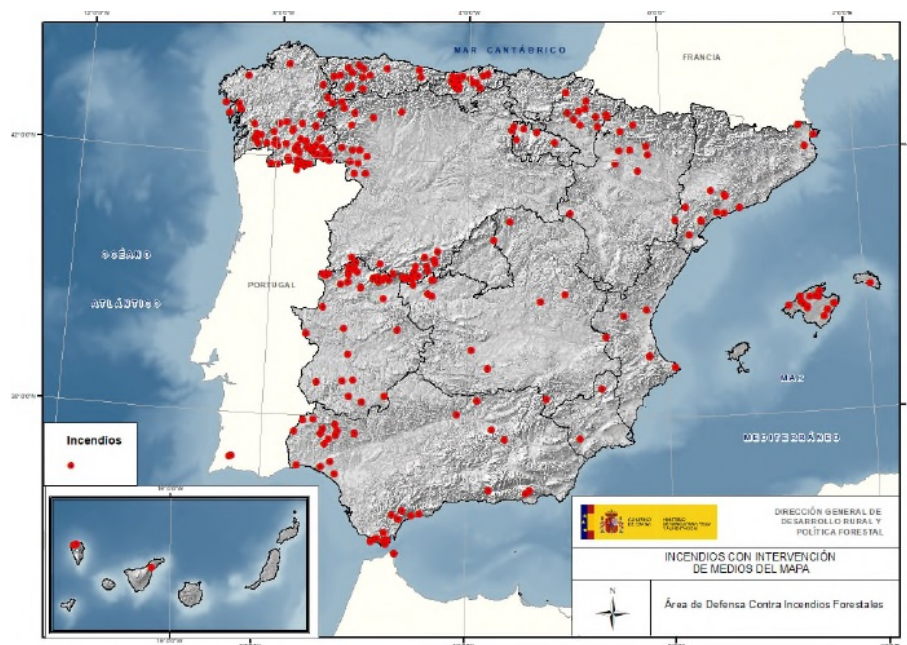 MAR CANTÁBRICO
FRANCIA
OCÉANO
ATLÁNTICO
PORTUGAL
MAR
MEDITERRÁNEO
Incendios
DIRECCIÓN GENERAL DE
DESARROLLO RURAL Y
POLÍTICA FORESTAL
INCENDIOS CON INTERVENCIÓN
DE MEDIOS DEL MAPA
N
Área de Defensa Contra Incendios Forestales